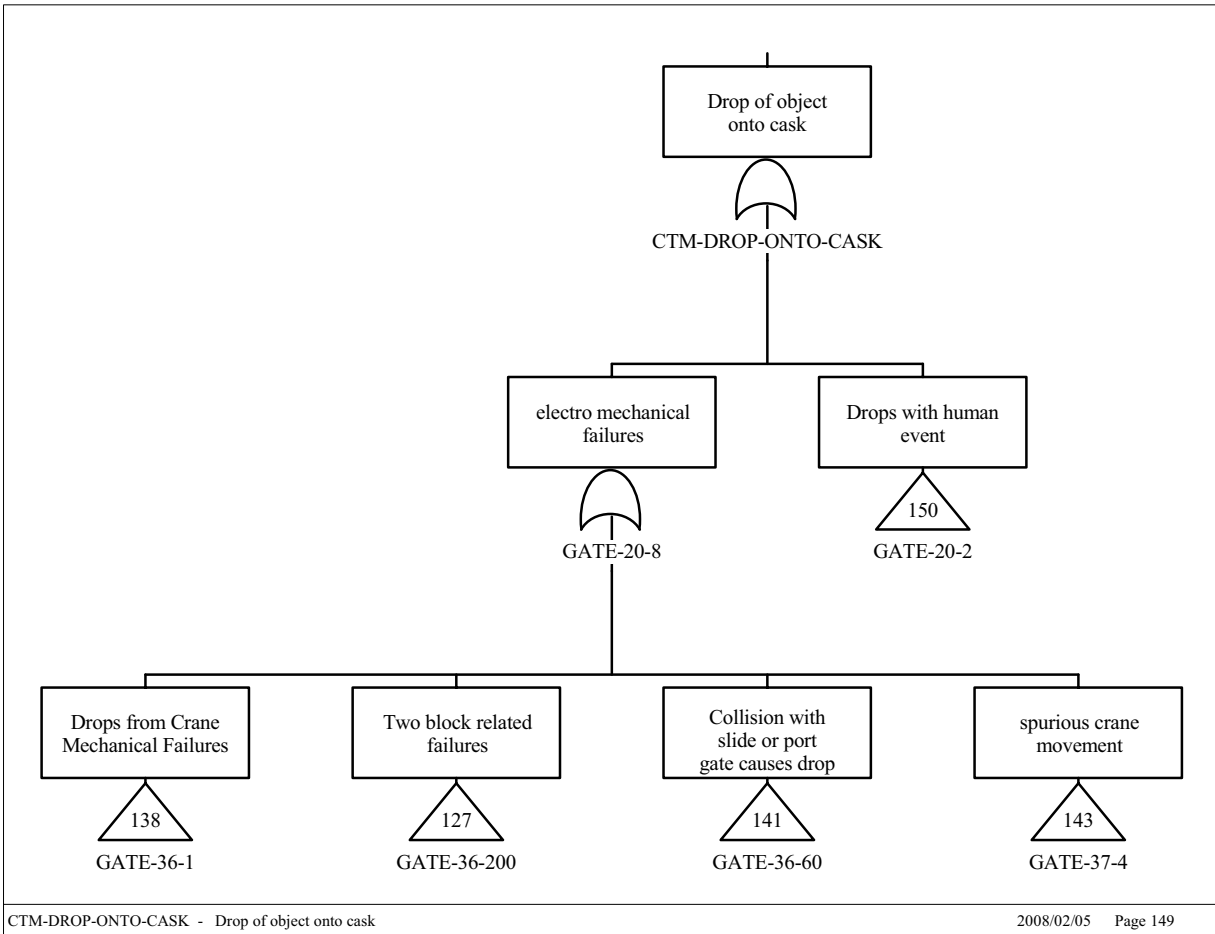 Drop of object
onto cask
CTM-DROP-ONTO-CASK
electro mechanical
failures
GATE-20-8
Drops with human
event
150
GATE-20-2
Drops from Crane
Mechanical Failures
138
GATE-36-1
Two block related
failures
127
GATE-36-200
Collision with
slide or port
gate causes drop
141
GATE-36-60
spurious crane
movement
143
GATE-37-4
CTM-DROP-ONTO-CASK - Drop of object onto cask
2008/02/05 Page 149